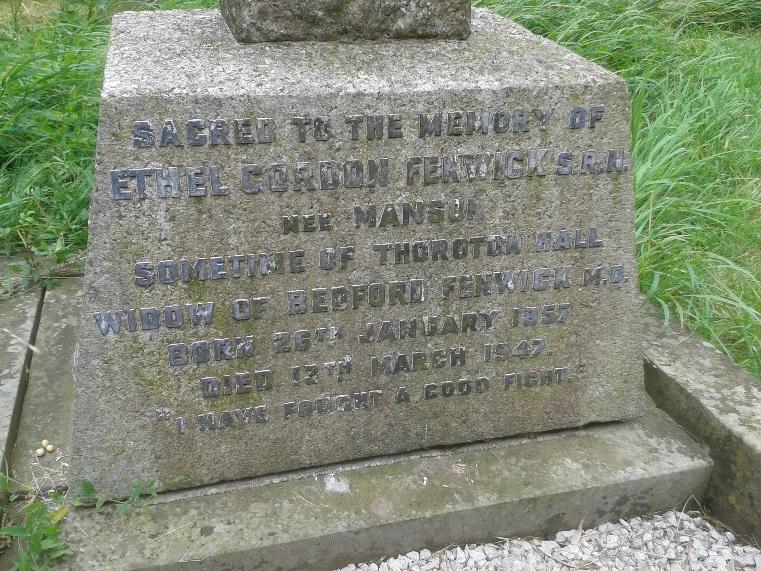 SACRED TO THE MEMORY OF
ETHEL GORDON FENWICK S.R.N.
NEE MANSON
SOMETIME OF THOROTON HALL
WIDOW OF BEDFORD FENWICK M.D.
BORN 26TH JANUARY 1857.
DIED 13TH MARCH 1947.
"I HAVE FOUGHT A GOOD FIGHT."